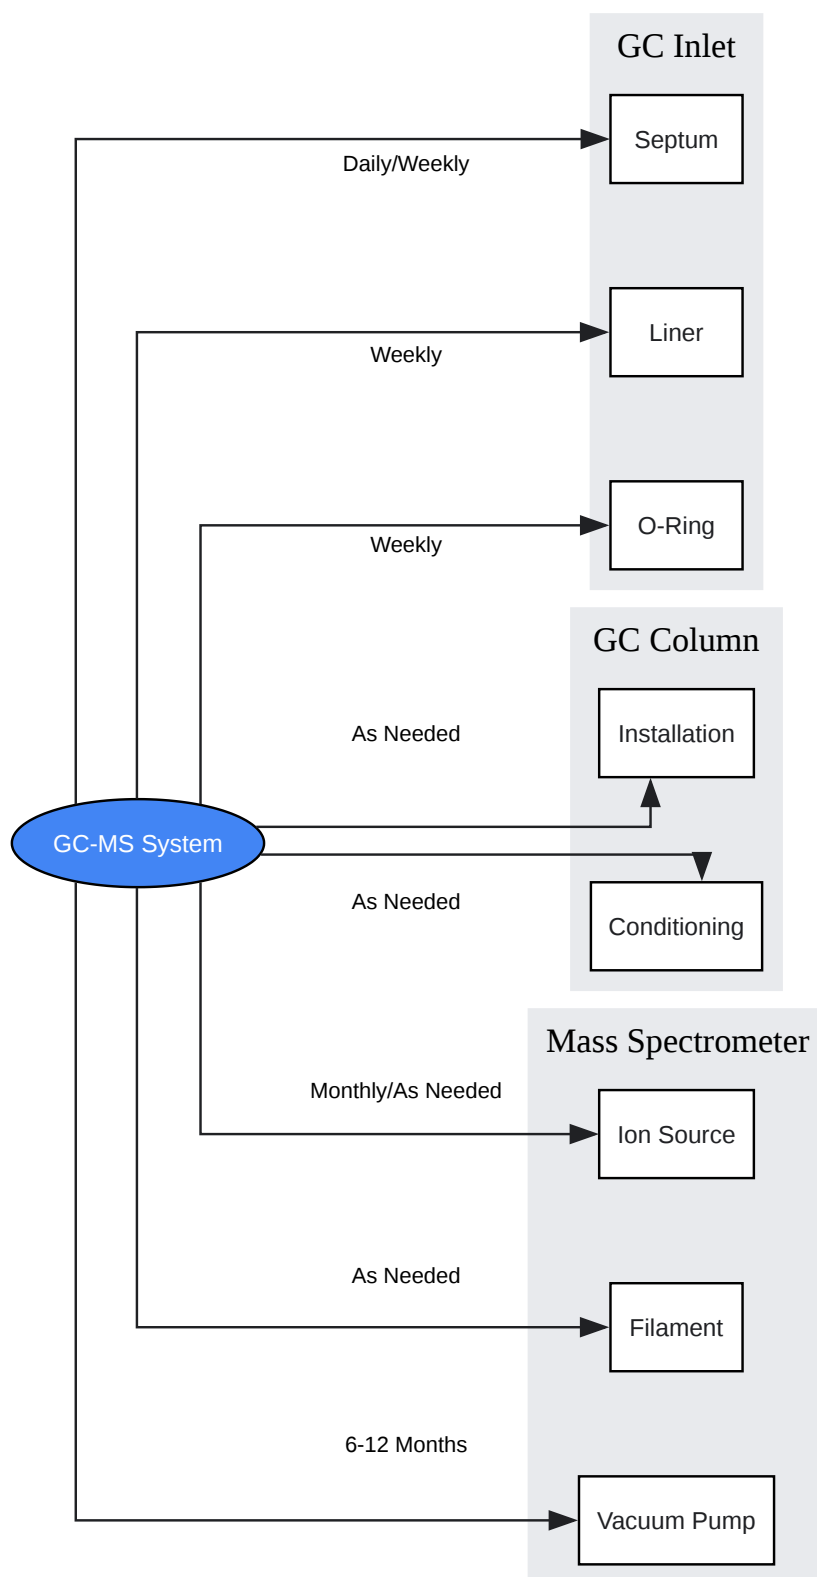 GC Inlet
Septum
Daily/Weekly
Liner
Weekly
O-Ring
Weekly
GC Column
Installation
As Needed
GC-MS System
As Needed
Conditioning
Mass Spectrometer
Monthly/As Needed
Ion Source
As Needed
Filament
6-12 Months
Vacuum Pump